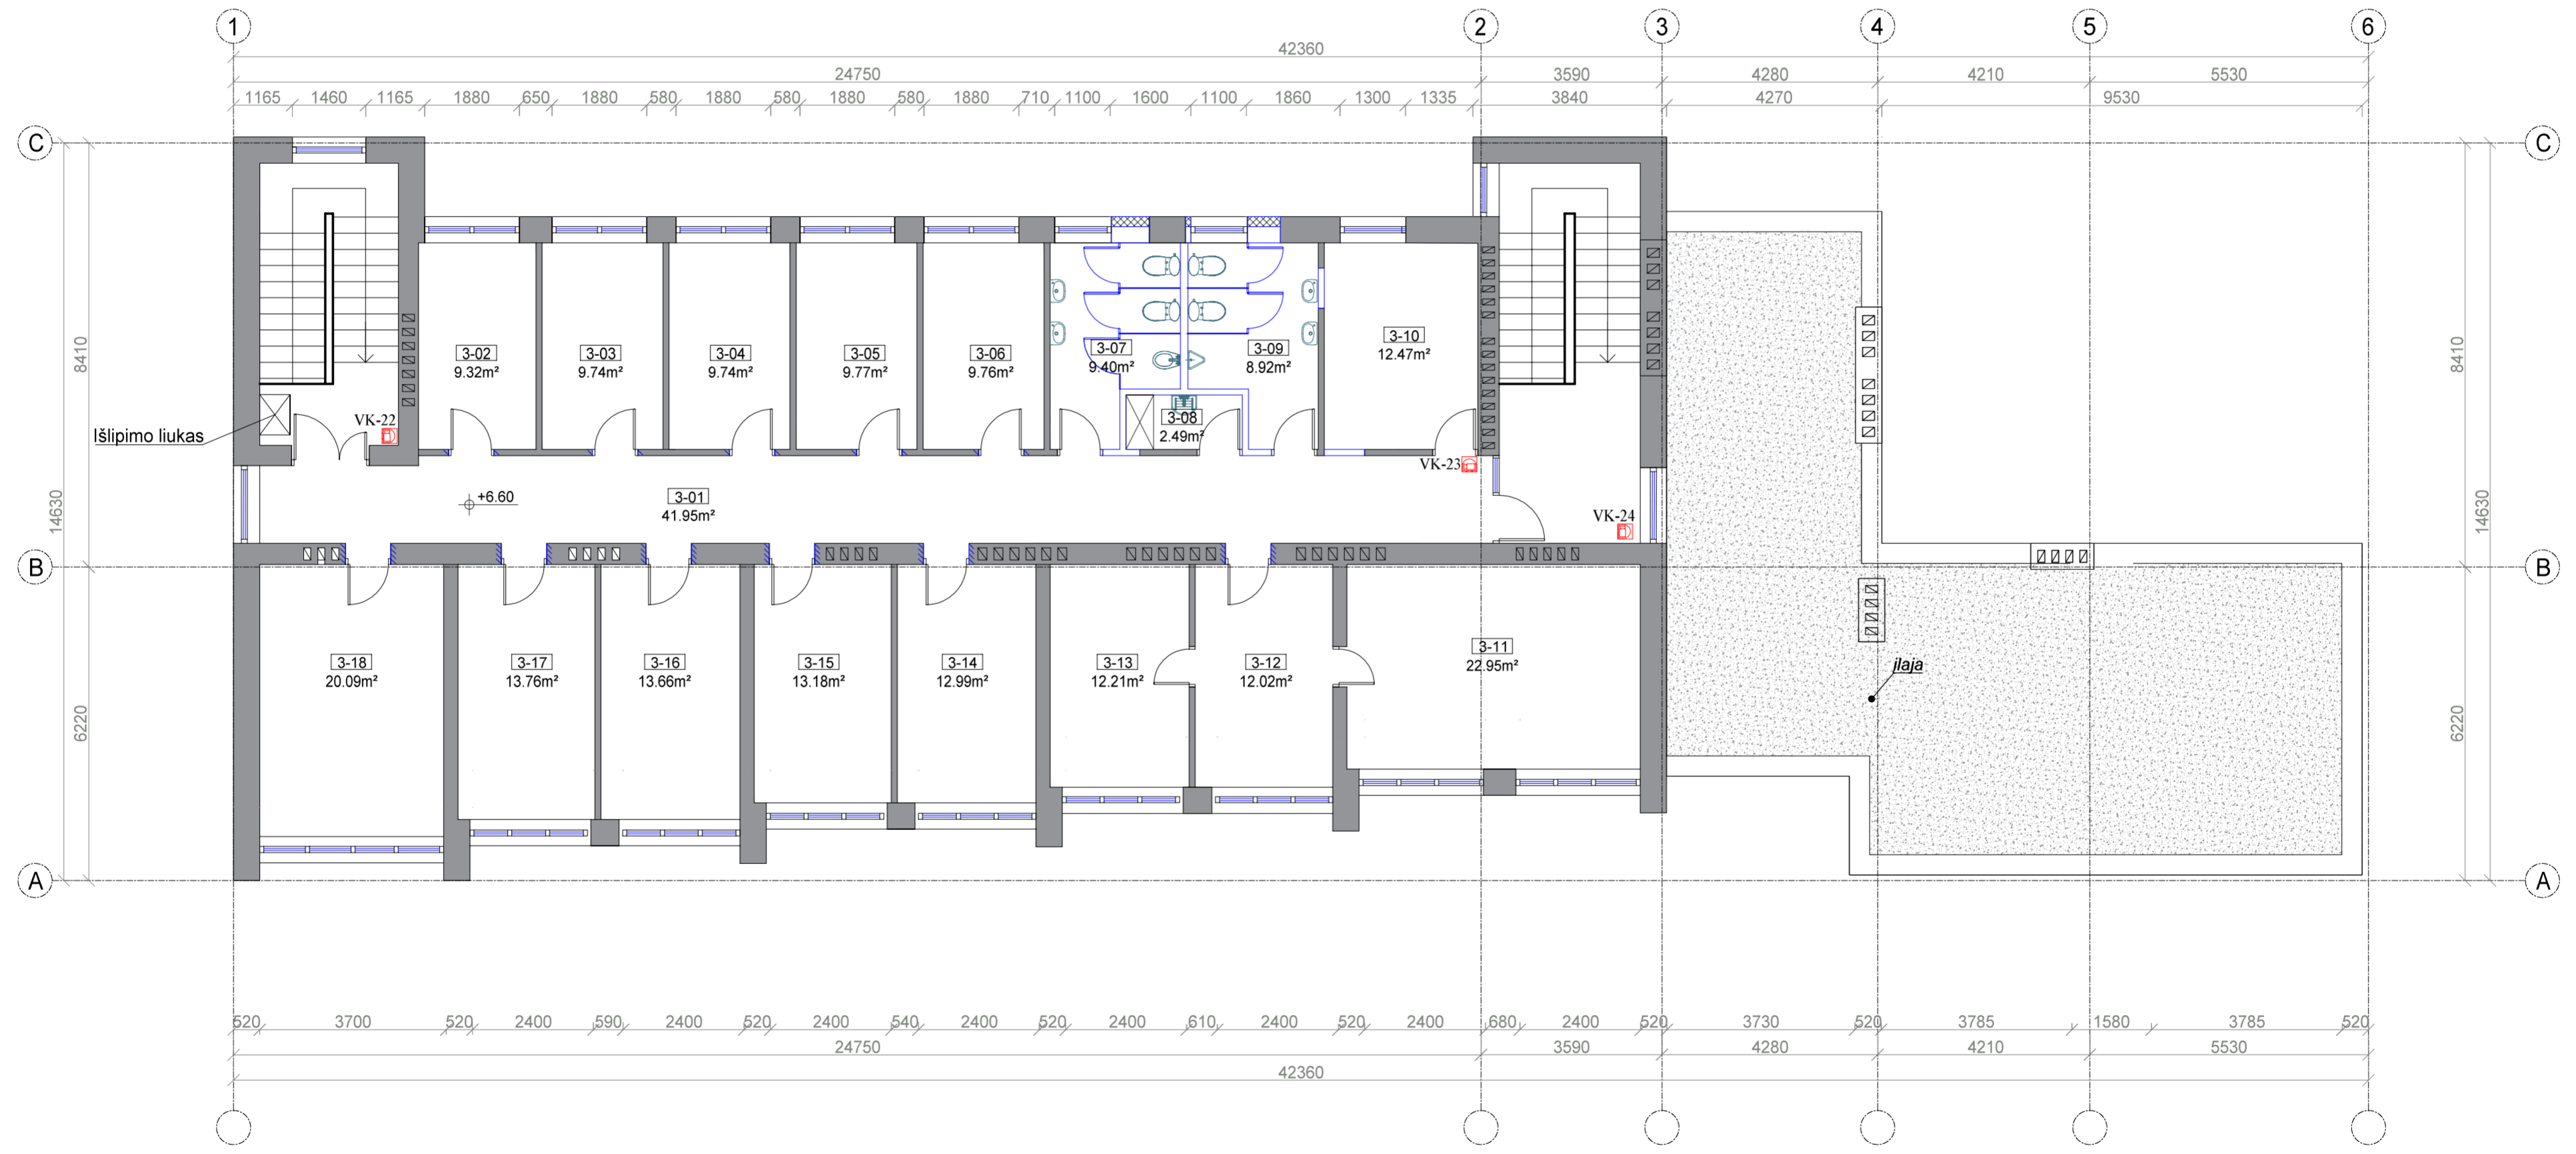 1 2 3 4 5 6
42360
24750 3590 4280 4210 5530
1165 1460 1165 1880 650 1880 580 1880 580 1880 580 1880 710 1100 1600 1100 1860 1300 1335 3840 4270 9530
C C
8410 8410
14630 14630
3-02
9.32m²
3-03
9.74m²
3-04
9.74m²
3-05
9.77m²
3-06
9.76m²
3-07
9.40m²
3-09
8.92m²
3-10
12.47m²
3-08
2.49m²
VK-22
Išlipimo liukas
VK-23
VK-24
+6.60
3-01
41.95m²
B B
6220 6220
3-18
20.09m²
3-17
13.76m²
3-16
13.66m²
3-15
13.18m²
3-14
12.99m²
3-13
12.21m²
3-12
12.02m²
3-11
22.95m²
įlaja
A A
520 3700 520 2400 590 2400 520 2400 540 2400 520 2400 510 2400 520 2400 680 2400 520 3730 520 3785 1580 3785 520
24750 3590 4280 4210 5530
42360